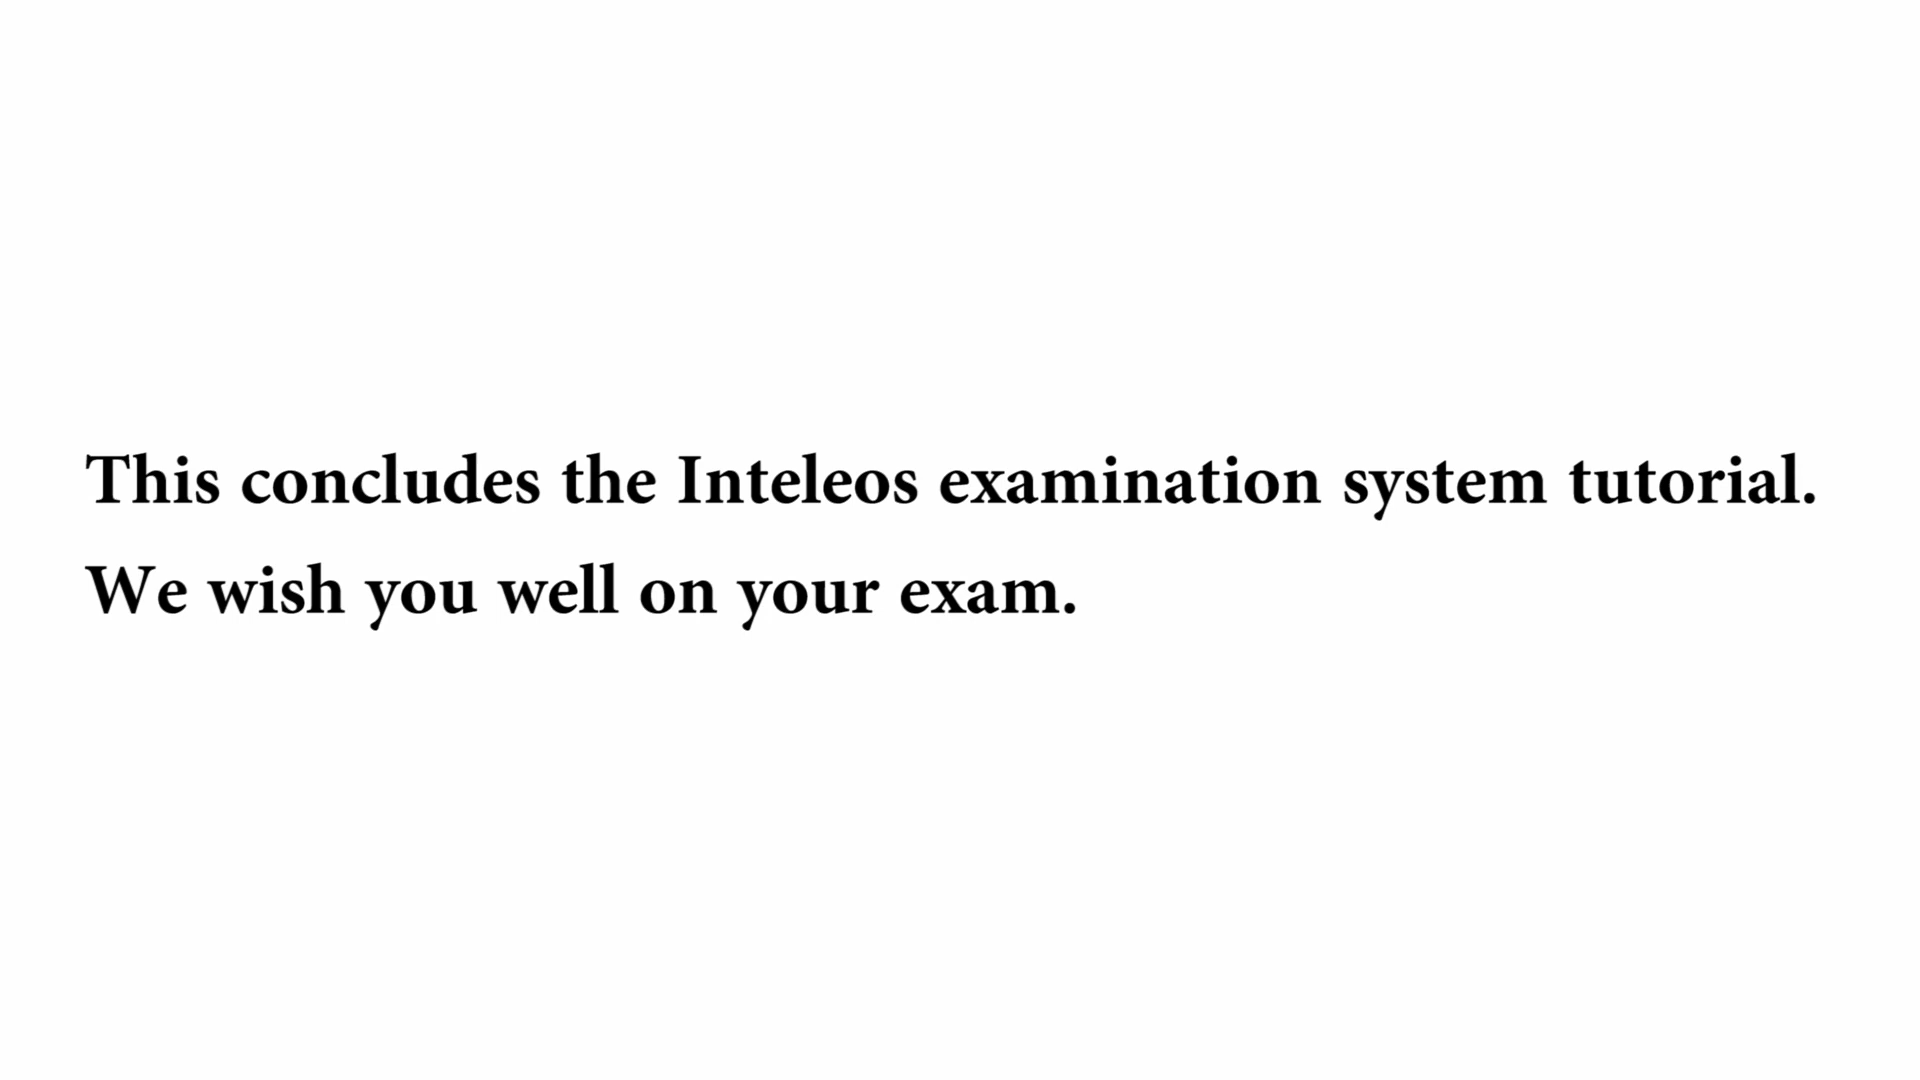 This concludes the Inteleos examination system tutorial.
We wish you well on your exam.